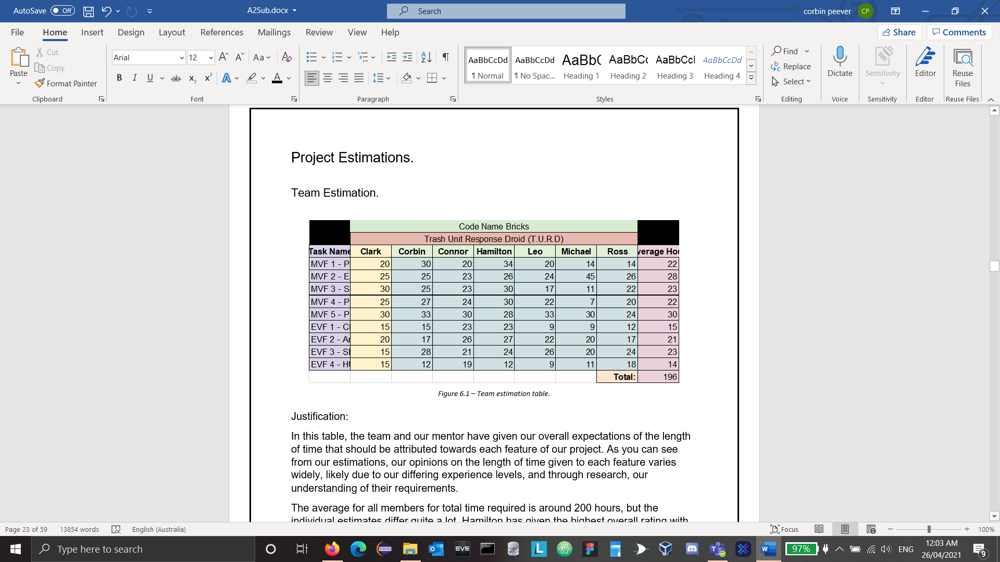 AutoSave Off A2Sub.docx Search corbin peever CP
File Home Insert Design Layout References Mailings Review View Help Share Comments
Paste Cut Copy Format Painter
Arial 12
AaBbCcDd AaBbCcDd AaBbC AaBbCc AaBbCcI AaBbCcDd
¶ Normal ¶ No Spac... Heading 1 Heading 2 Heading 3 Heading 4
Find Replace Select
Dictate Sensitivity Editor Reuse Files
Clipboard Font Paragraph Styles Editing Voice Sensitivity Editor Reuse Files
Project Estimations.
Team Estimation.
Code Name Bricks
Trash Unit Response Droid (T.U.R.D)
Task Name Clark Corbin Connor Hamilton Leo Michael Ross verage Hou
MVF 1 - P 20 30 20 34 20 14 14 22
MVF 2 - E 25 25 23 26 24 45 26 28
MVF 3 - S 30 25 23 30 17 11 22 23
MVF 4 - P 25 27 24 30 22 7 20 22
MVF 5 - P 30 33 30 28 33 30 24 30
EVF 1 - Cl 15 15 23 23 9 9 12 15
EVF 2 - Ar 20 17 26 27 22 20 17 21
EVF 3 - Sl 15 28 21 24 26 20 24 23
EVF 4 - HU 15 12 19 12 9 11 18 14
Total: 196
Figure 6.1 – Team estimation table.
Justification:
In this table, the team and our mentor have given our overall expectations of the length
of time that should be attributed towards each feature of our project. As you can see
from our estimations, our opinions on the length of time given to each feature varies
widely, likely due to our differing experience levels, and through research, our
understanding of their requirements.
The average for all members for total time required is around 200 hours, but the
individual estimates differ quite a lot. Hamilton has given the highest overall rating with
Page 23 of 59 13854 words English (Australia) Focus 100%
Type here to search EVE 97% ENG 12:03 AM
26/04/2021 9